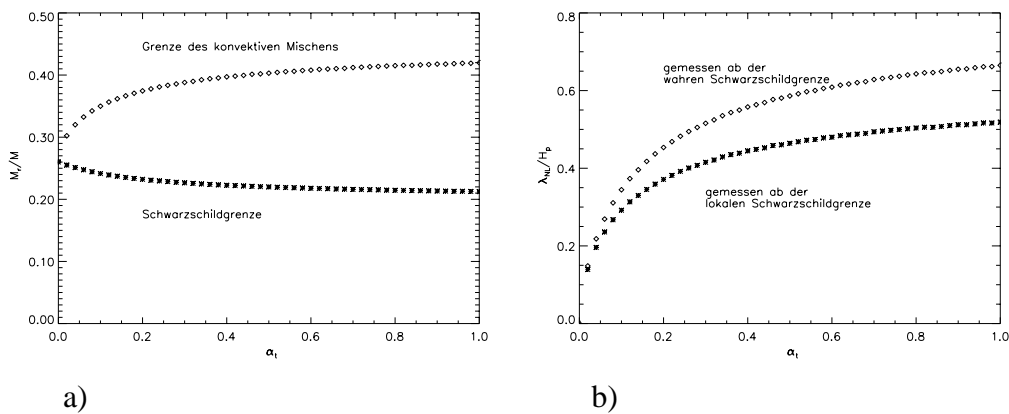 0.50
0.40
0.30
0.20
0.10
0.00
M_r/M
Grenze des konvektiven Mischens
Schwarzschildgrenze
0.0 0.2 0.4 0.6 0.8 1.0
α_t
a)
0.8
0.6
0.4
0.2
0.0
λ_NL/H_p
gemessen ab der
wahren Schwarzschildgrenze
gemessen ab der
lokalen Schwarzschildgrenze
0.0 0.2 0.4 0.6 0.8 1.0
α_t
b)